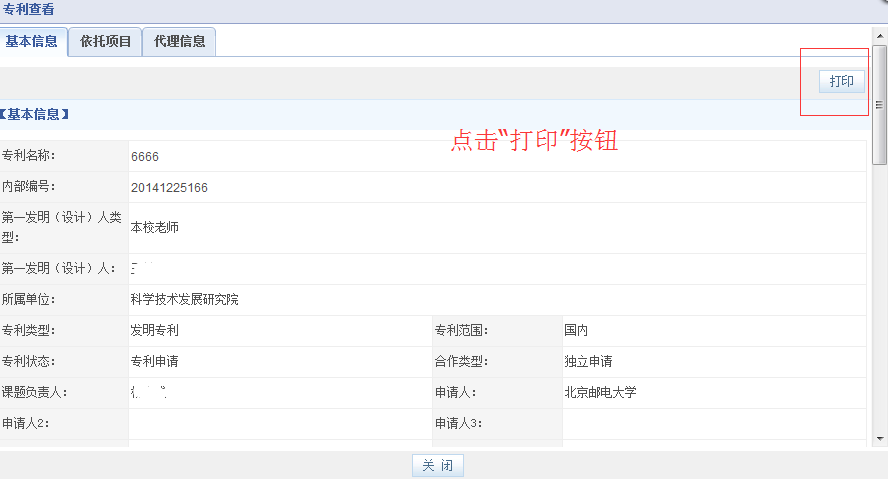 专利查看
基本信息 依托项目 代理信息
打印
【基本信息】
点击“打印”按钮
专利名称: 6666
内部编号: 20141225166
第一发明（设计）人类
型:
本校老师
第一发明（设计）人:
所属单位: 科学技术发展研究院
专利类型: 发明专利 专利范围: 国内
专利状态: 专利申请 合作类型: 独立申请
课题负责人: 申请人: 北京邮电大学
申请人2: 申请人3:
关 闭